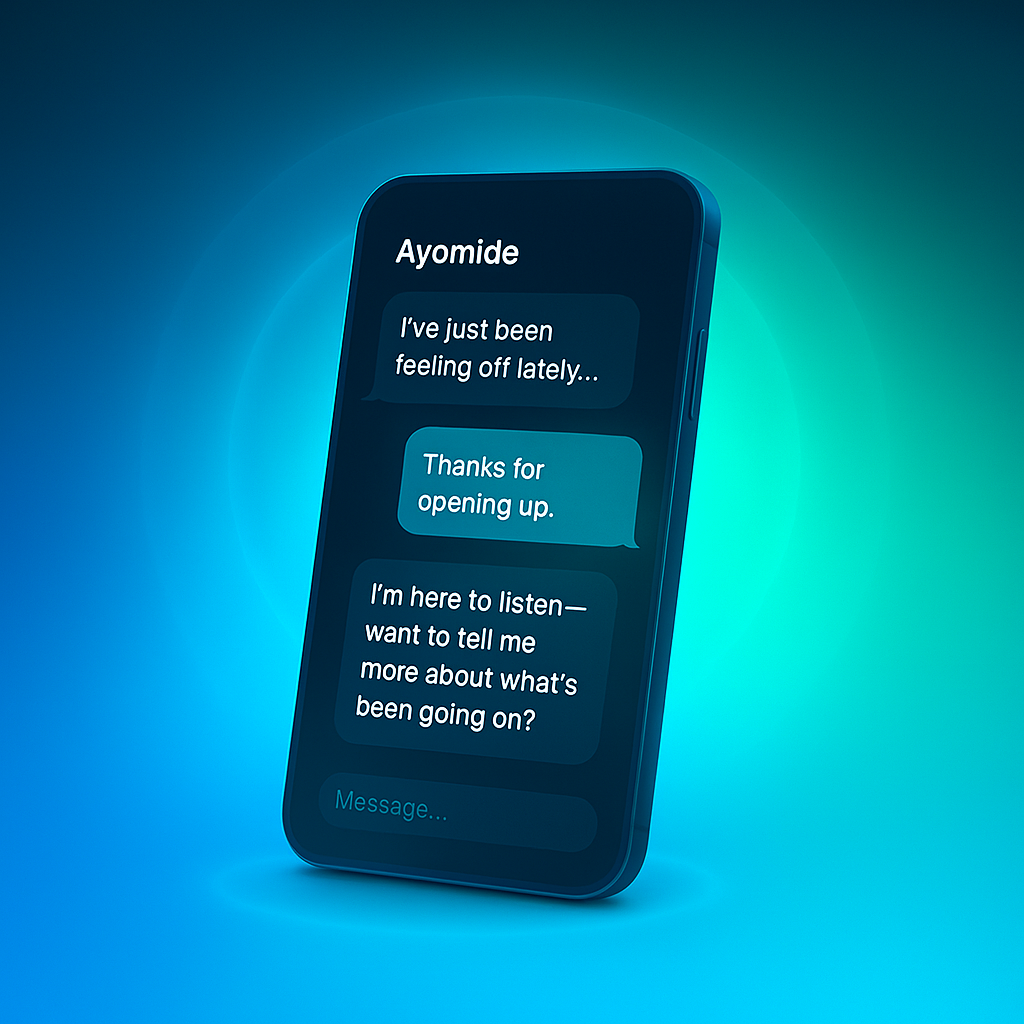 Ayomide
I’ve just been
feeling off lately...
Thanks for
opening up.
I’m here to listen—
want to tell me
more about what’s
been going on?
Message...